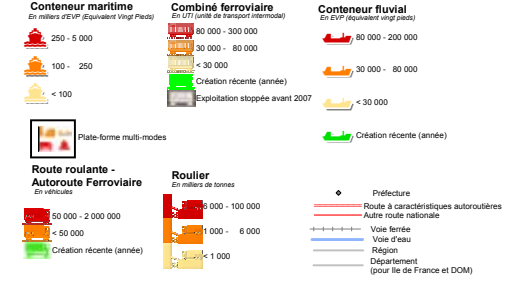 Conteneur maritime
En milliers d'EVP (Equivalent Vingt Pieds)
250 - 5 000
100 - 250
< 100
Plate-forme multi-modes
Combiné ferroviaire
En UTI (unité de transport intermodal)
80 000 - 300 000
30 000 - 80 000
< 30 000
Création récente (année)
Exploitation stoppée avant 2007
Conteneur fluvial
En EVP (équivalent vingt pieds)
80 000 - 200 000
30 000 - 80 000
< 30 000
Création récente (année)
Route roulante -
Autoroute Ferroviaire
En véhicules
50 000 - 2 000 000
< 50 000
Création récente (année)
Roulier
En milliers de tonnes
6 000 - 100 000
1 000 - 6 000
< 1 000
Préfecture
Route à caractéristiques autoroutières
Autre route nationale
Voie ferrée
Voie d'eau
Région
Département
(pour Ile de France et DOM)